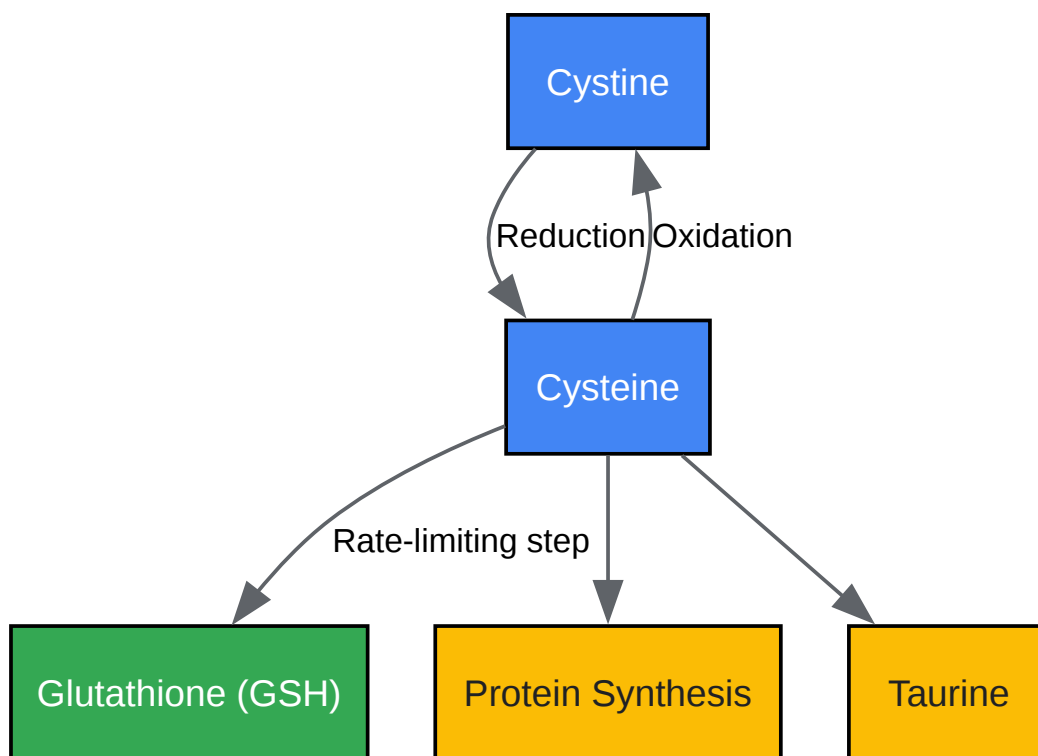 Cystine
Reduction
Oxidation
Cysteine
Rate-limiting step
Glutathione (GSH)
Protein Synthesis
Taurine